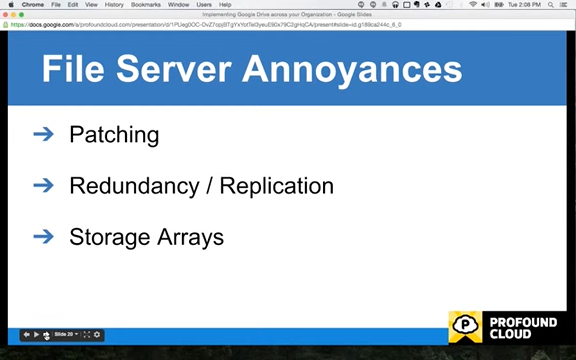 Chrome File Edit View History Bookmarks Window Users Help
Tue 2:08 PM
Implementing Google Drive across your Organization - Google Slides
File Server Annoyances
➔ Patching
➔ Redundancy / Replication
➔ Storage Arrays
Slide 20
PROFOUND
CLOUD